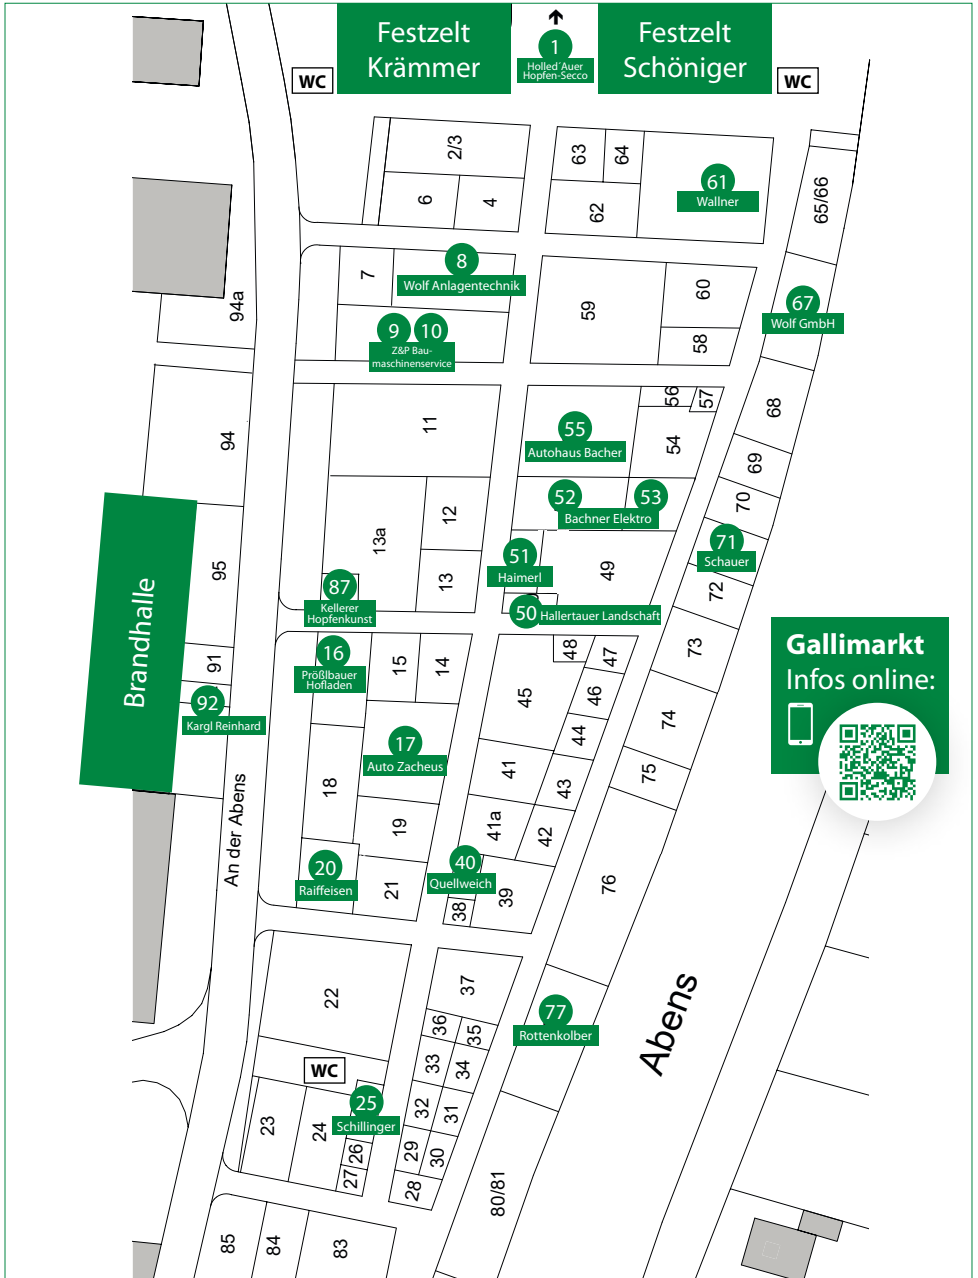 Festzelt
Krämmer
1
Holled´Auer
Hopfen-Secco
Festzelt
Schöniger
WC
WC
2/3
63
64
61
Wallner
65/66
6
4
62
8
Wolf Anlagentechnik
7
60
59
67
Wolf GmbH
94a
9
10
Z&P Bau-
maschinenservice
58
56
57
68
11
55
Autohaus Bacher
54
94
69
52
53
Bachner Elektro
70
12
13a
51
Haimerl
49
71
Schauer
95
13
87
Kellerer
Hopfenkunst
72
50
Hallertauer Landschaft
Brandhalle
16
Prößlbauer
Hofladen
15
14
48
47
73
Gallimarkt
Infos online:
91
92
Kargl Reinhard
45
46
17
Auto Zacheus
44
74
41
43
75
18
An der Abens
19
41a
42
20
Raiffeisen
21
40
Quellweich
38
39
76
22
37
77
Rottenkolber
Abens
36
35
33
34
WC
25
Schillinger
23
24
32
31
26
29
30
27
28
80/81
85
84
83